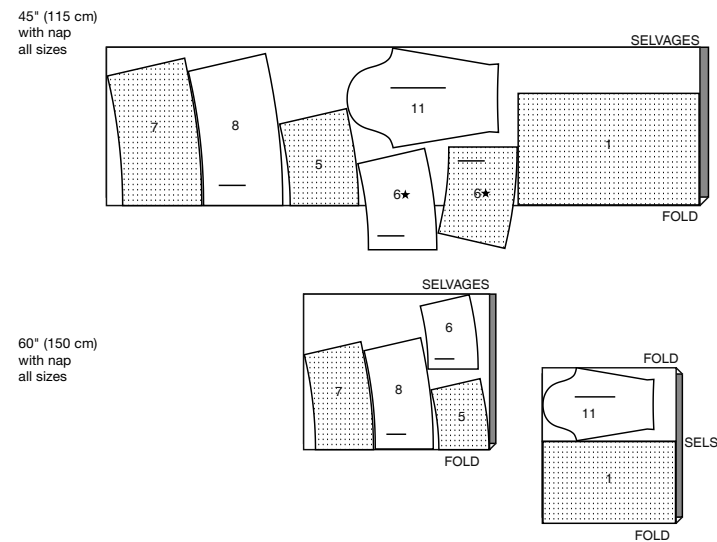 45" (115 cm)
with nap
all sizes
SELVAGES
7
8
5
11
6★
6★
1
FOLD
60" (150 cm)
with nap
all sizes
SELVAGES
6
7
8
5
FOLD
FOLD
11
SELS
1
FOLD